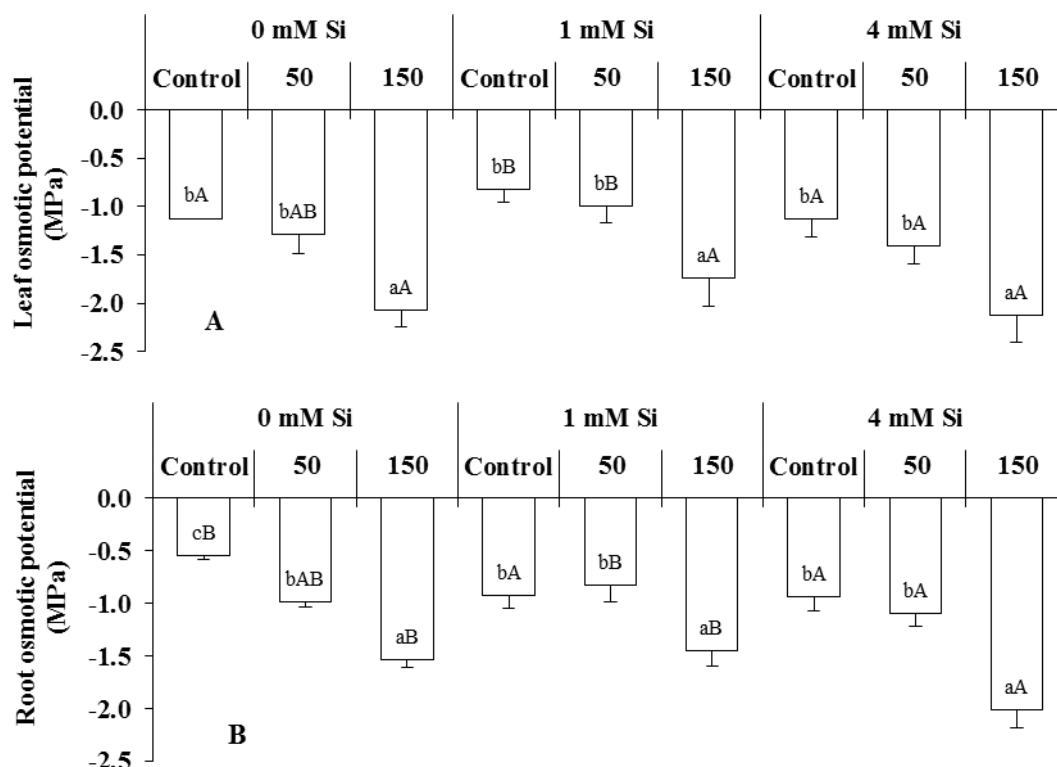 0 mM Si 1 mM Si 4 mM Si
Control 50 150 Control 50 150 Control 50 150
Leaf osmotic potential
(MPa)
0.0
-0.5
-1.0
-1.5
-2.0
-2.5
bA bAB aA bB bB aA bA bA aA
A
0 mM Si 1 mM Si 4 mM Si
Control 50 150 Control 50 150 Control 50 150
Root osmotic potential
(MPa)
0.0
-0.5
-1.0
-1.5
-2.0
-2.5
cB bAB aB bA bB aB bA bA aA
B